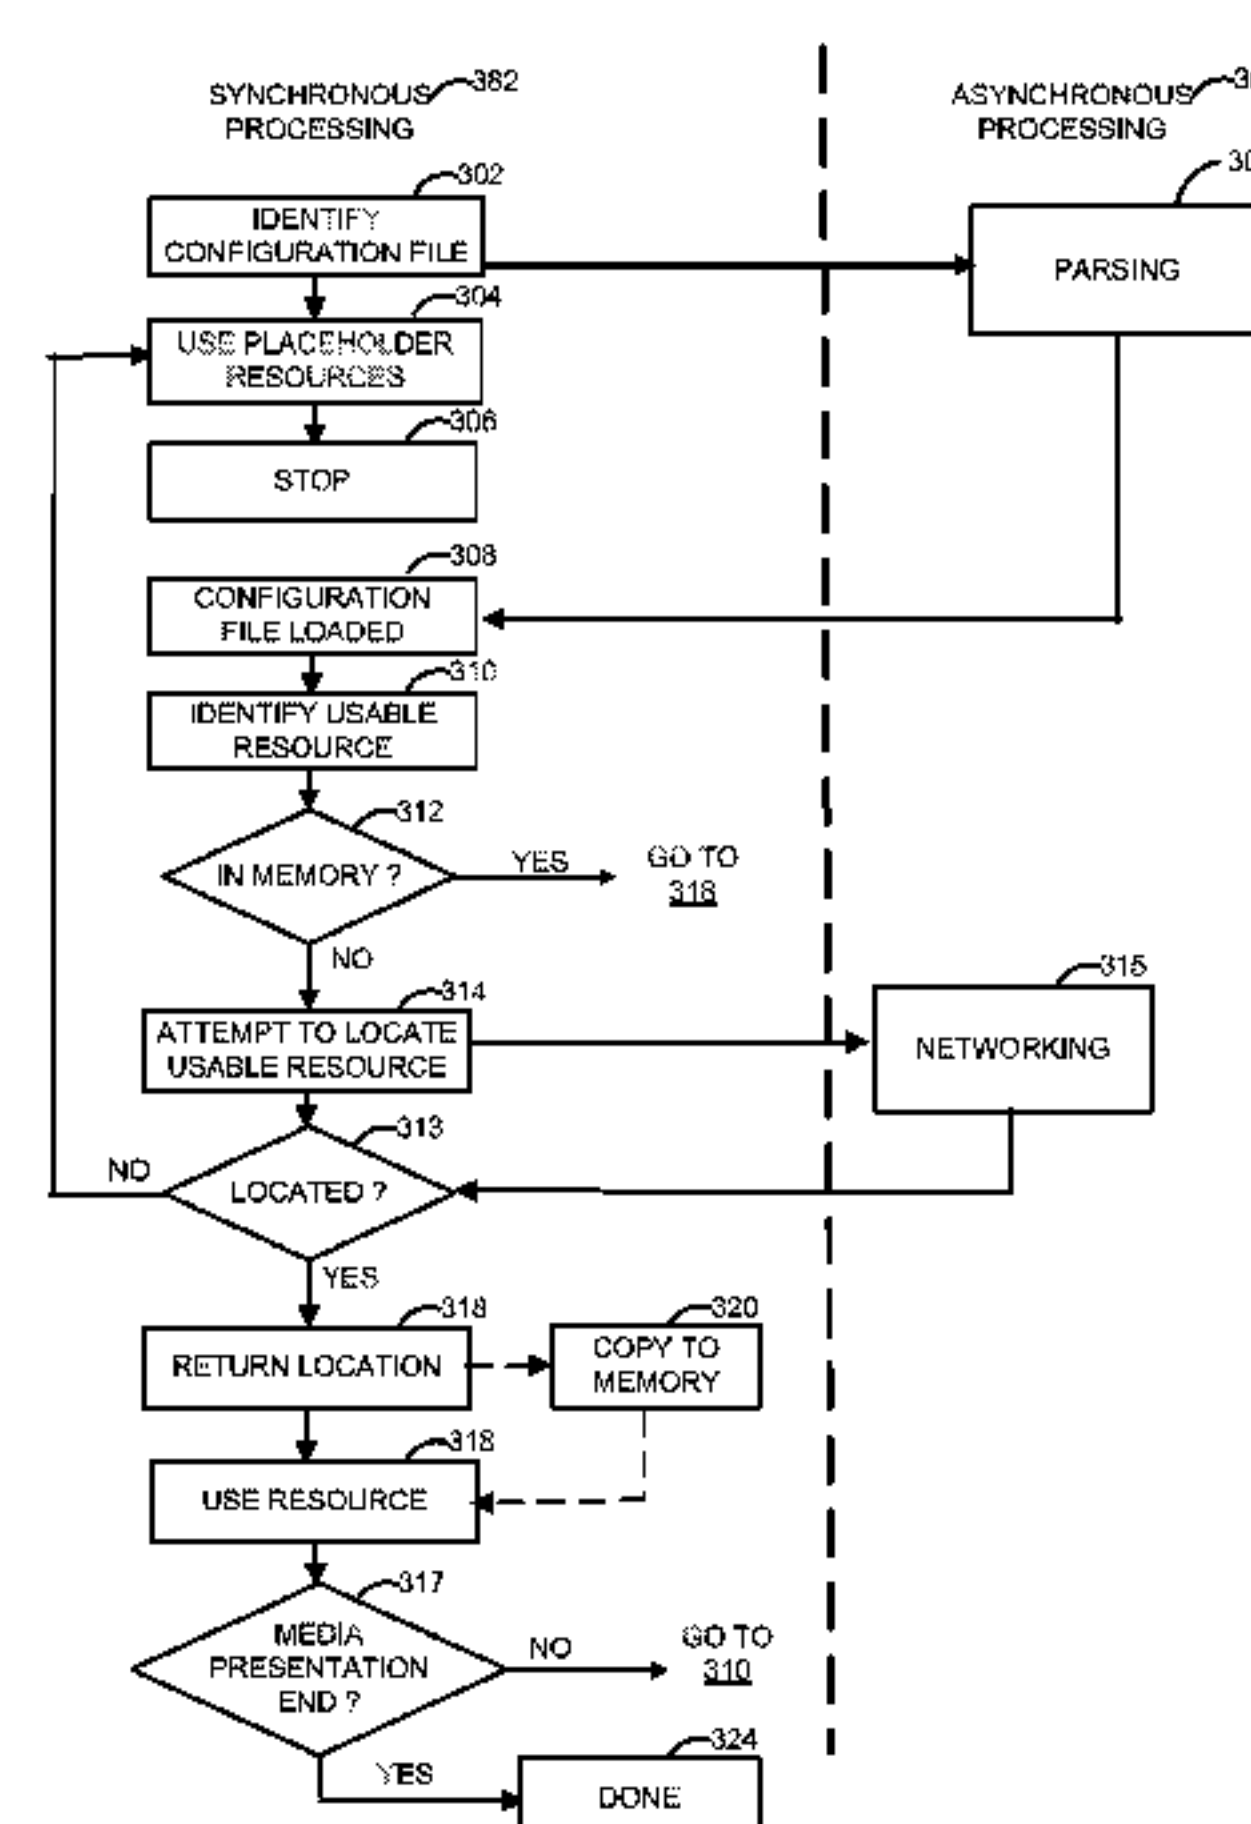 SYNCHRONOUS 382
PROCESSING
ASYNCHRONOUS
PROCESSING
302
IDENTIFY
CONFIGURATION FILE
PARSING
304
USE PLACEHOLDER
RESOURCES
306
STOP
308
CONFIGURATION
FILE LOADED
310
IDENTIFY USABLE
RESOURCE
312
IN MEMORY ?
YES
GO TO
318
NO
314
ATTEMPT TO LOCATE
USABLE RESOURCE
315
NETWORKING
313
LOCATED ?
NO
YES
318
RETURN LOCATION
320
COPY TO
MEMORY
318
USE RESOURCE
317
MEDIA
PRESENTATION
END ?
NO
GO TO
310
YES
324
DONE